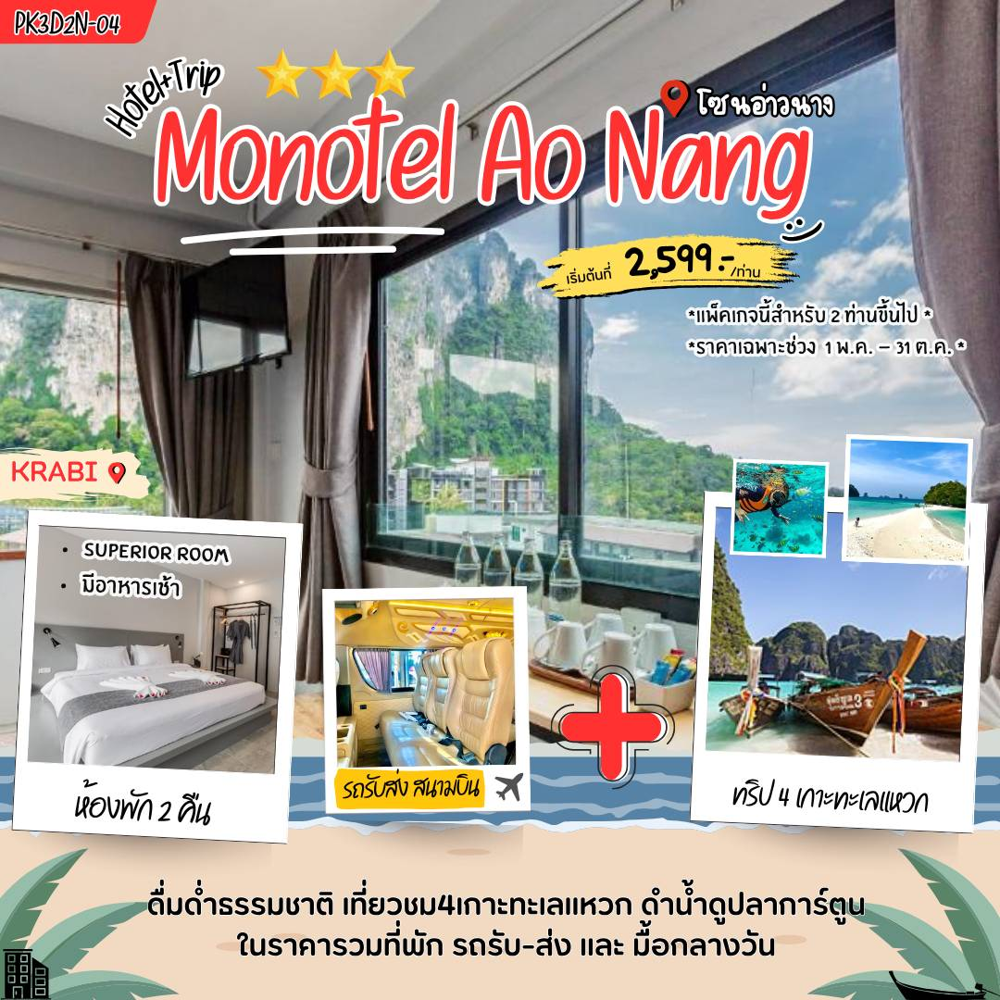 PK3D2N-04
Hotel+Trip
โซนอ่าวนาง
Monotel Ao Nang
เริ่มต้นที่ 2,599.-/ท่าน
*แพ็คเกจนี้สำหรับ 2 ท่านขึ้นไป *
*ราคาเฉพาะช่วง 1 พ.ค. – 31 ต.ค. *
KRABI
• SUPERIOR ROOM
• มีอาหารเช้า
ห้องพัก 2 คืน
รถรับส่ง สนามบิน
3
ทริป 4 เกาะทะเลแหวก
ดื่มด่ำธรรมชาติ เที่ยวชม4เกาะทะเลแหวก ดำน้ำดูปลาการ์ตูน
ในราคารวมที่พัก รถรับ-ส่ง และ มื้อกลางวัน